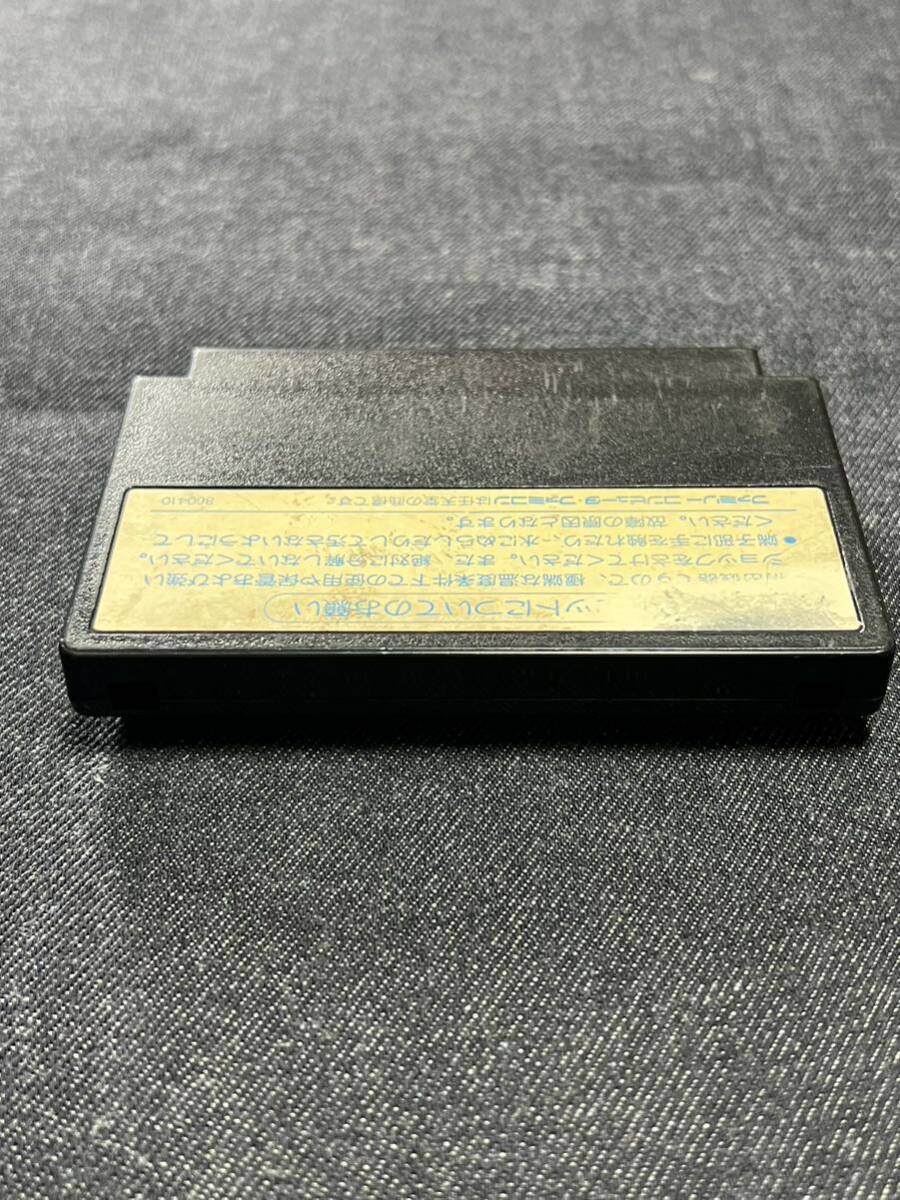 ットについてのお願い
ので、極端な温度条件下での使用や保管および強い
ショックをさけてください。また、絶対に分解しないでください。
●端子部に手を触れたり、水にぬらしたりして汚さないようにして
ください。故障の原因となります。
ファミリーコンピュータ・ファミコンは任天堂の商標です。 860410